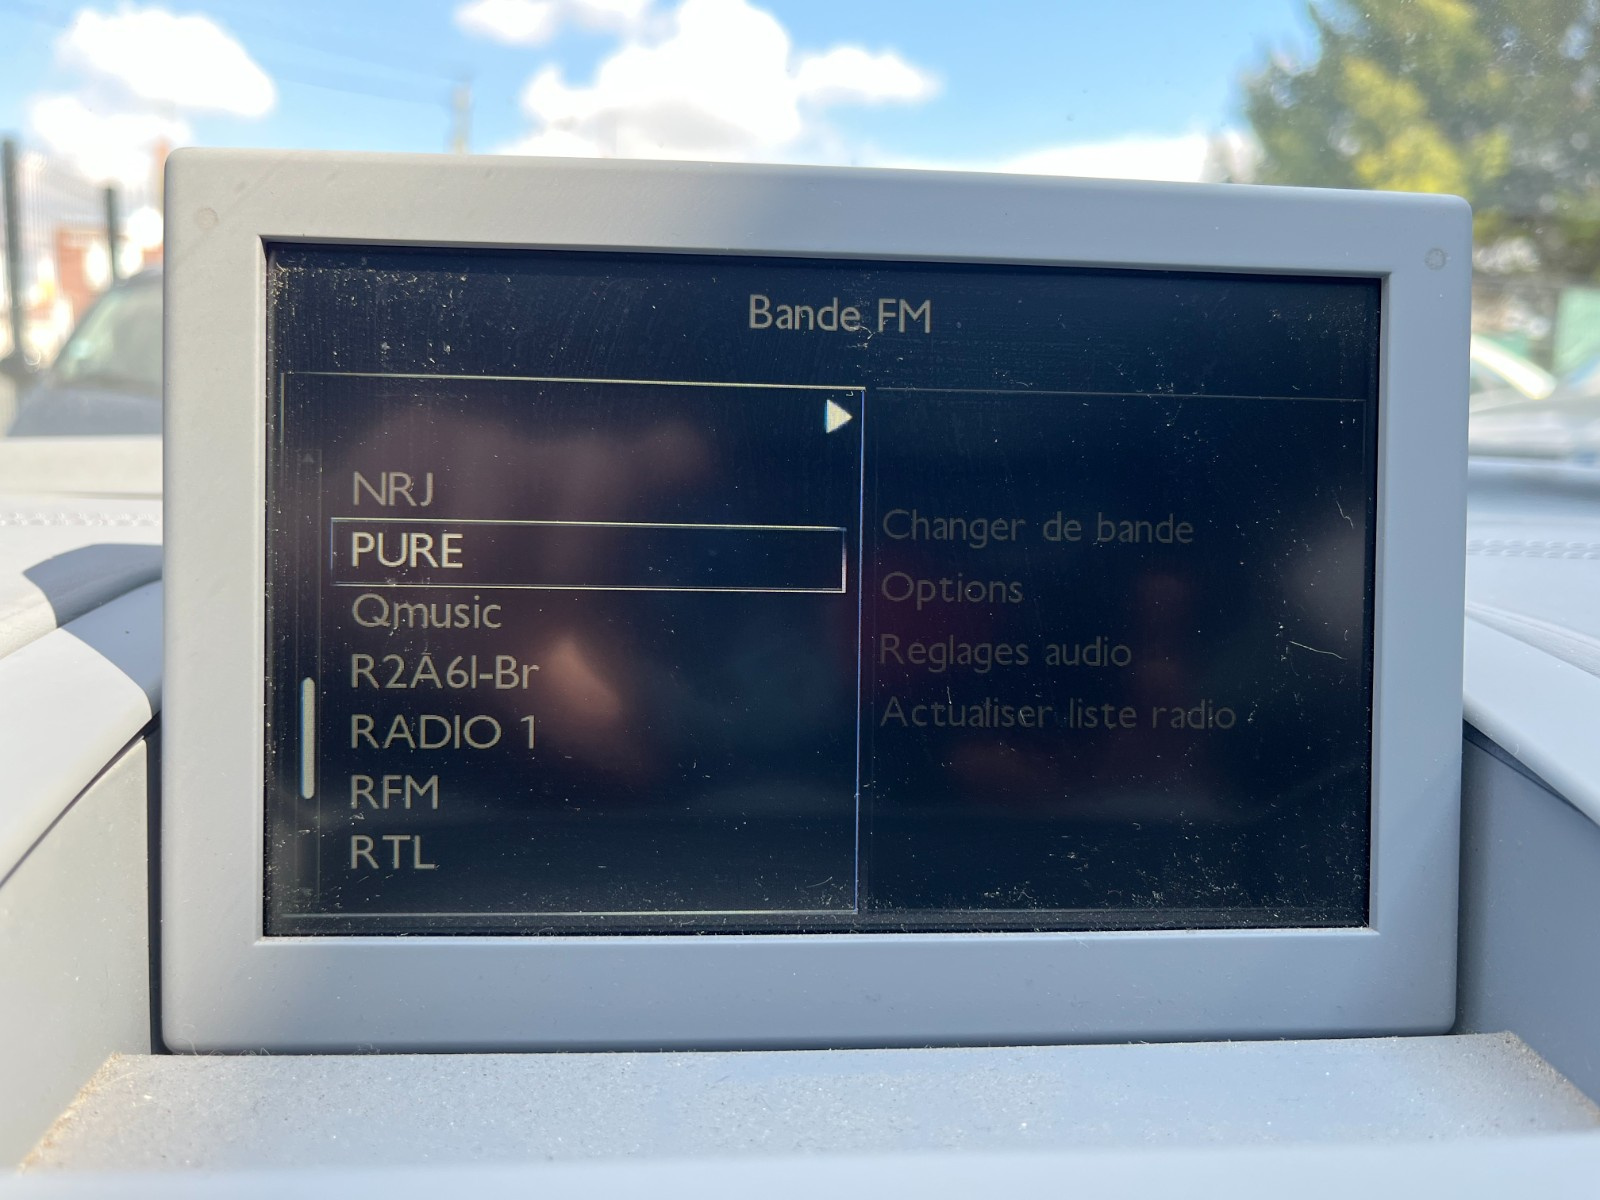 Bande FM
NRJ
PURE
Qmusic
R2A6l-Br
RADIO 1
RFM
RTL
Changer de bande
Options
Reglages audio
Actualiser liste radio